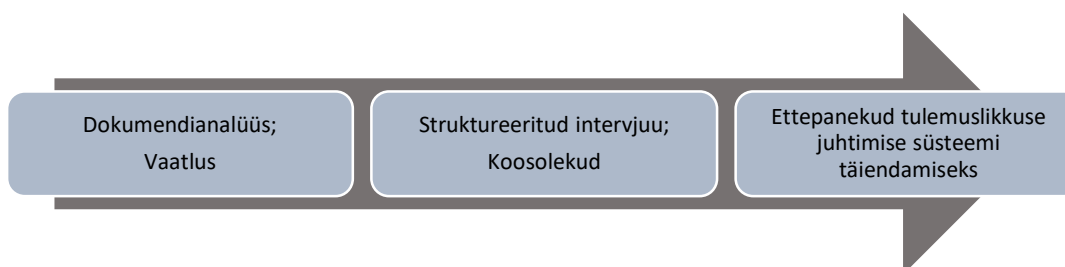 Dokumendianalüüs;
Vaatlus
Struktureeritud intervjuu;
Koosolekud
Ettepanekud tulemuslikkuse
juhtimise süsteemi
täiendamiseks